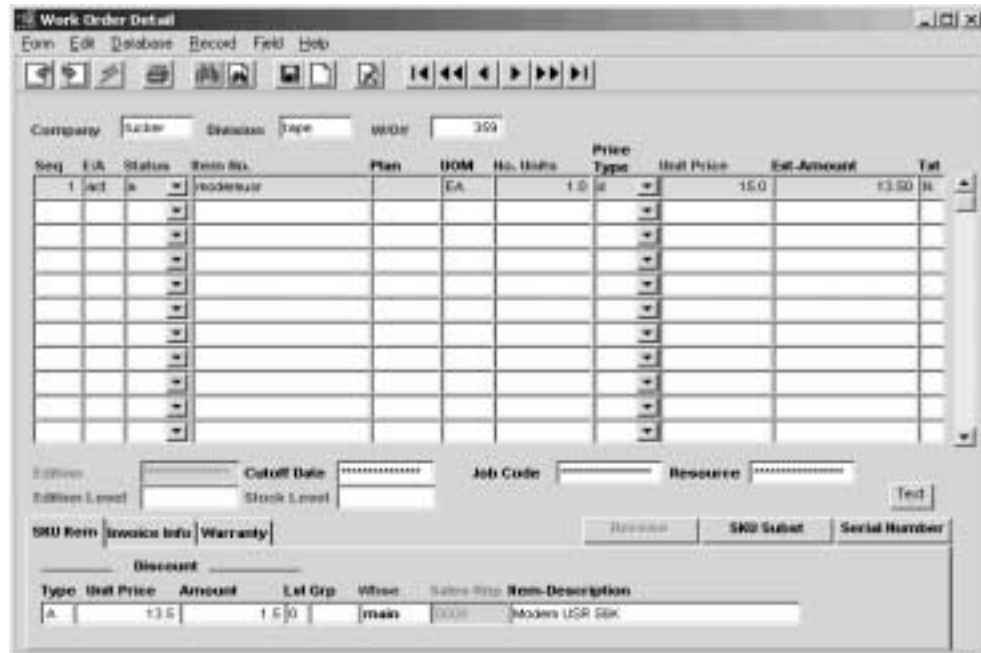 Work Order Detail
Form Edit Database Record Field Help
Company tucker Division tape W/O# 359
Price
Seq E/A Status Item No. Plan UOM No. Units Type Unit Price Ext-Amount Txt
1 act a modemusr EA 1.0 a 15.0 13.50 N
Edition ************** Cutoff Date ************** Job Code Resource
Edition Level Stock Level Text
SKU Item Invoice Info Warranty SKU Subst Serial Number
Discount
Type Unit Price Amount Lvl Grp Whse Sales Rep Item-Description
A 13.5 1.5 0 main Modem USR 56K